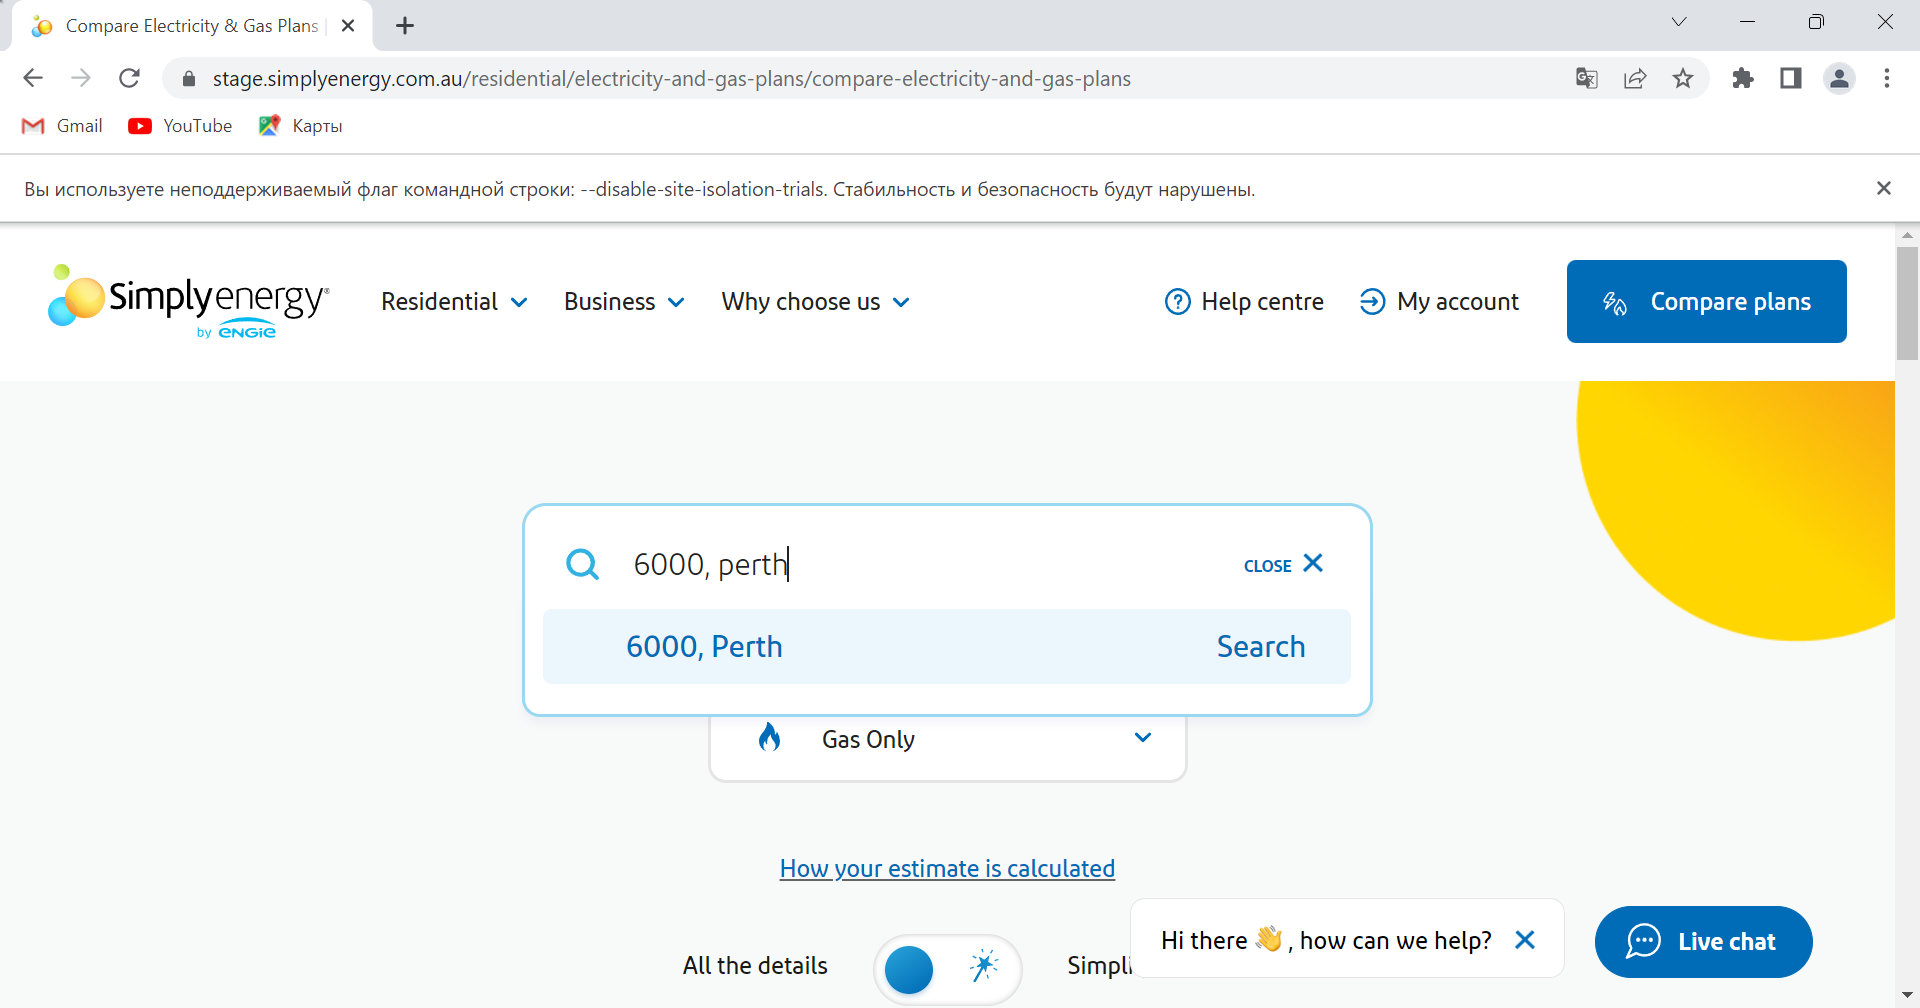 Compare Electricity & Gas Plans
stage.simplyenergy.com.au/residential/electricity-and-gas-plans/compare-electricity-and-gas-plans
Gmail YouTube Карты
Вы используете неподдерживаемый флаг командной строки: --disable-site-isolation-trials. Стабильность и безопасность будут нарушены.
Simplyenergy®
by ENGIE
Residential Business Why choose us Help centre My account Compare plans
6000, perth CLOSE
6000, Perth Search
Gas Only
How your estimate is calculated
Hi there 👋, how can we help? Live chat
All the details Simpli